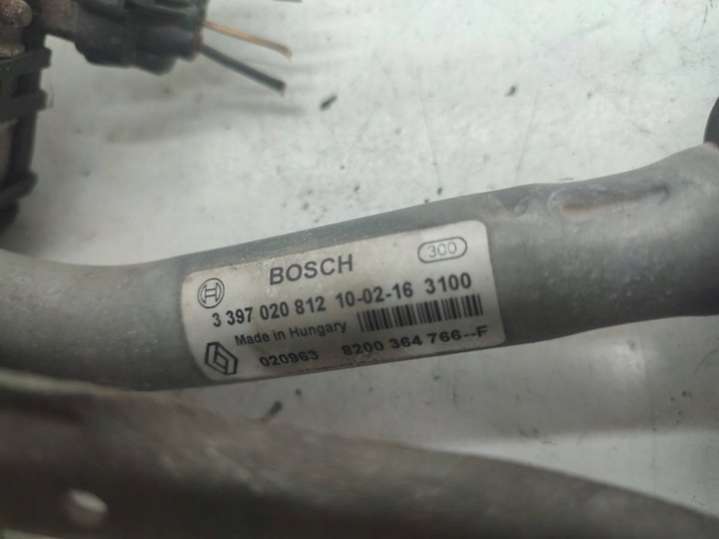 BOSCH 300
3 397 020 812 10-02-16 3100
Made in Hungary
020963 8200 364 766--F